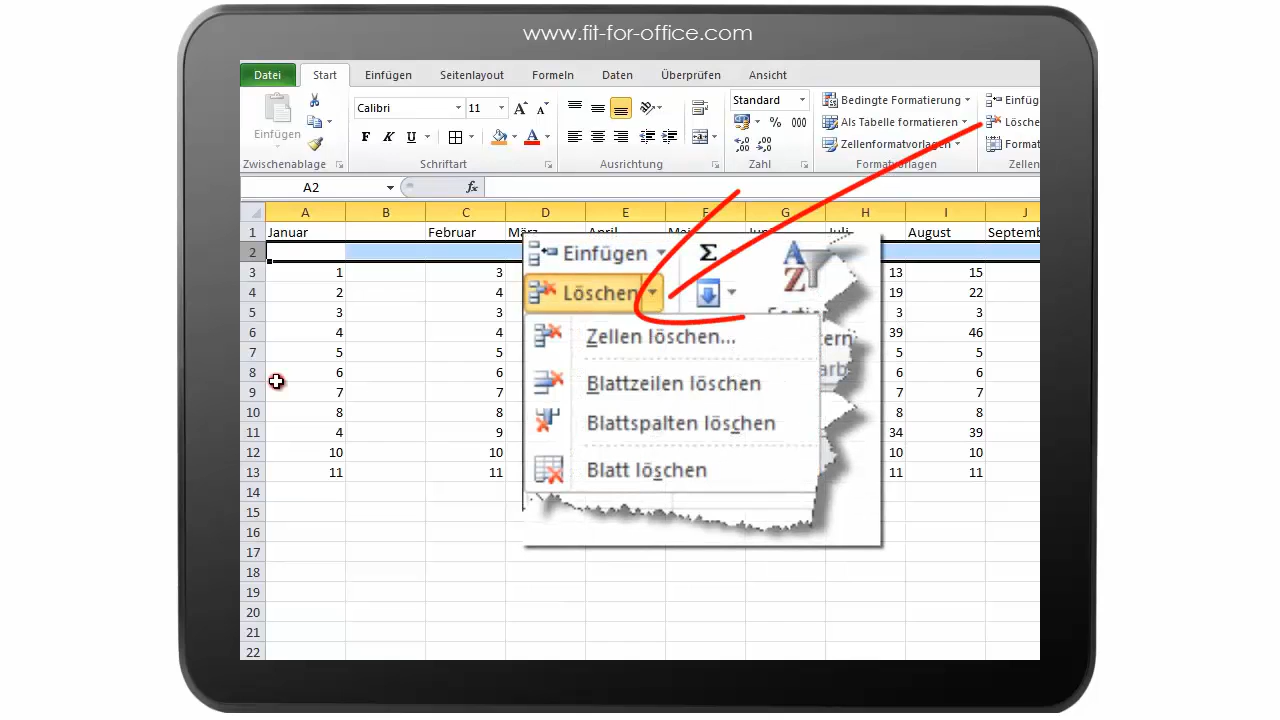 www.fit-for-office.com
Datei Start Einfügen Seitenlayout Formeln Daten Überprüfen Ansicht
Calibri 11 Standard Bedingte Formatierung Einfüg
Einfügen F K U A % 000 Als Tabelle formatieren Lösche
Zellenformatvorlagen Format
Zwischenablage Schriftart Ausrichtung Zahl Formatvorlagen Zellen
A2 fx
A B C D E F G H I J
1 Januar Februar März April Mai Juli August Septemb
2
3 1 3 13 15
4 2 4 19 22
5 3 3 3 3
6 4 4 39 46
7 5 5 5 5
8 6 6 6 6
9 7 7 7 7
10 8 8 8 8
11 4 9 34 39
12 10 10 10 10
13 11 11 11 11
14
15
16
17
18
19
20
21
22
Einfügen Σ A Z
Löschen
Zellen löschen...
Blattzeilen löschen
Blattspalten löschen
Blatt löschen